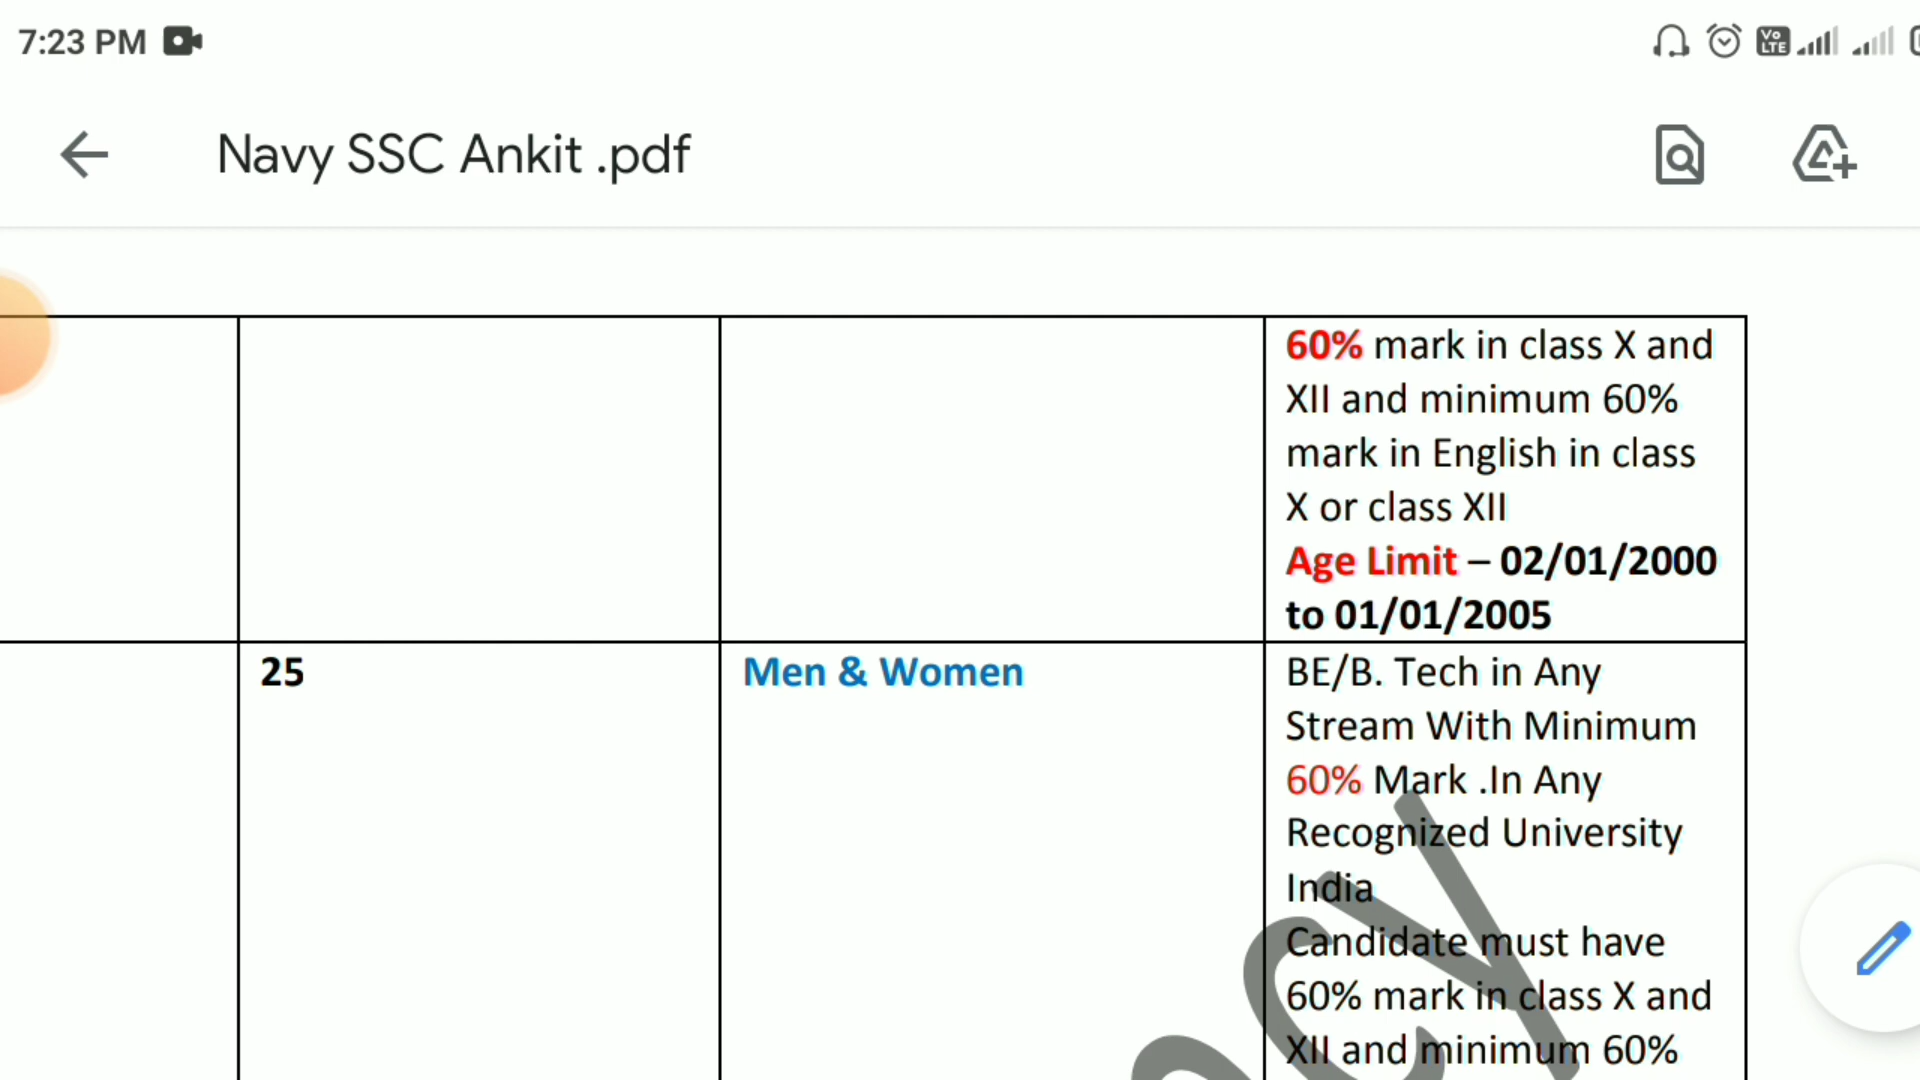 7:23 PM
Vo LTE
Navy SSC Ankit .pdf
60% mark in class X and
XII and minimum 60%
mark in English in class
X or class XII
Age Limit – 02/01/2000
to 01/01/2005
25
Men & Women
BE/B. Tech in Any
Stream With Minimum
60% Mark .In Any
Recognized University
India
Candidate must have
60% mark in class X and
XII and minimum 60%